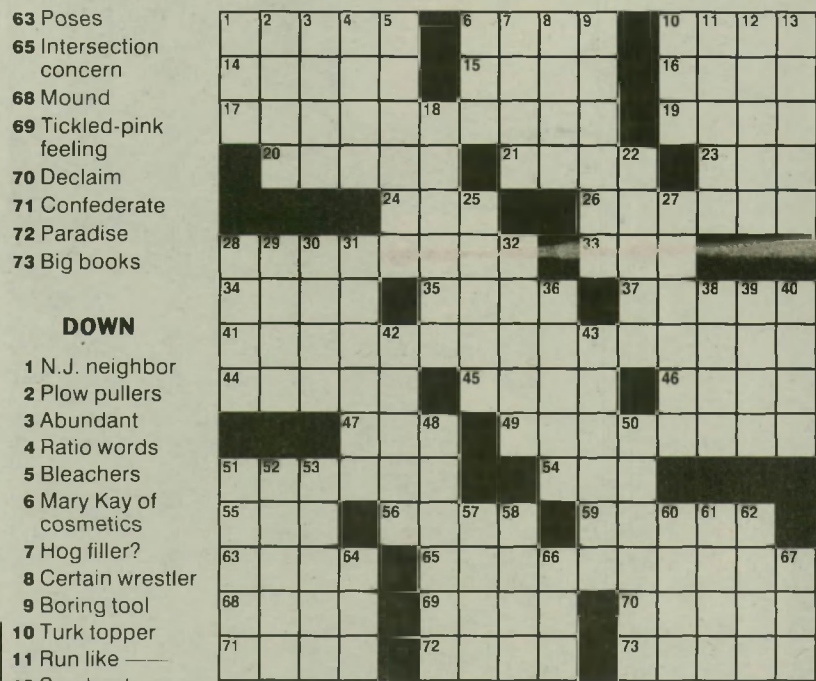 63 Poses
65 Intersection
concern
68 Mound
69 Tickled-pink
feeling
70 Declaim
71 Confederate
72 Paradise
73 Big books
DOWN
1 N.J. neighbor
2 Plow pullers
3 Abundant
4 Ratio words
5 Bleachers
6 Mary Kay of
cosmetics
7 Hog filler?
8 Certain wrestler
9 Boring tool
10 Turk topper
11 Run like —
1 2 3 4 5 6 7 8 9 10 11 12 13
14 15 16
17 18 19
20 21 22 23
24 25 26 27
28 29 30 31 32 33
34 35 36 37 38 39 40
41 42 43
44 45 46
47 48 49 50
51 52 53 54
55 56 57 58 59 60 61 62
63 64 65 66 67
68 69 70
71 72 73